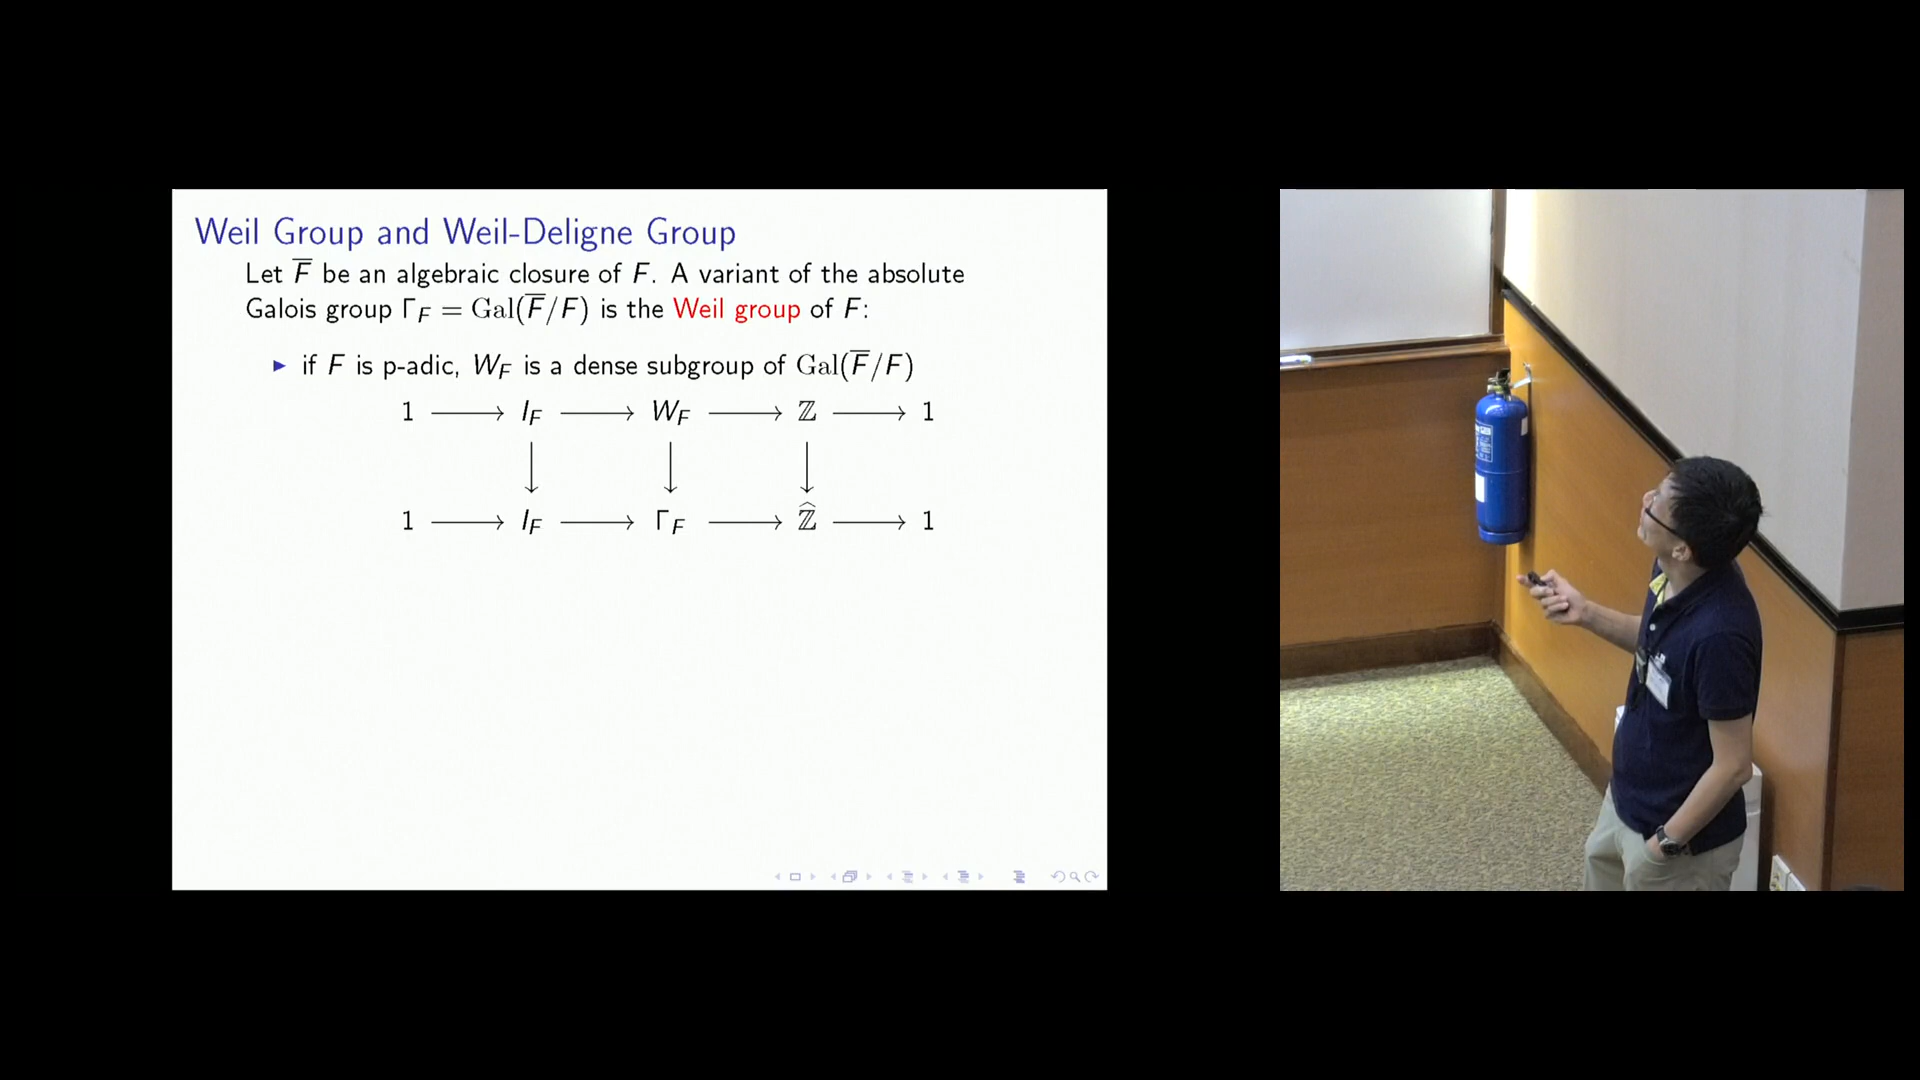 Weil Group and Weil-Deligne Group
Let F̅ be an algebraic closure of F. A variant of the absolute
Galois group Γ_F = Gal(F̅/F) is the Weil group of F:
▶ if F is p-adic, W_F is a dense subgroup of Gal(F̅/F)
1 ⟶ I_F ⟶ W_F ⟶ ℤ ⟶ 1
↓ ↓ ↓
1 ⟶ I_F ⟶ Γ_F ⟶ ℤ̂ ⟶ 1